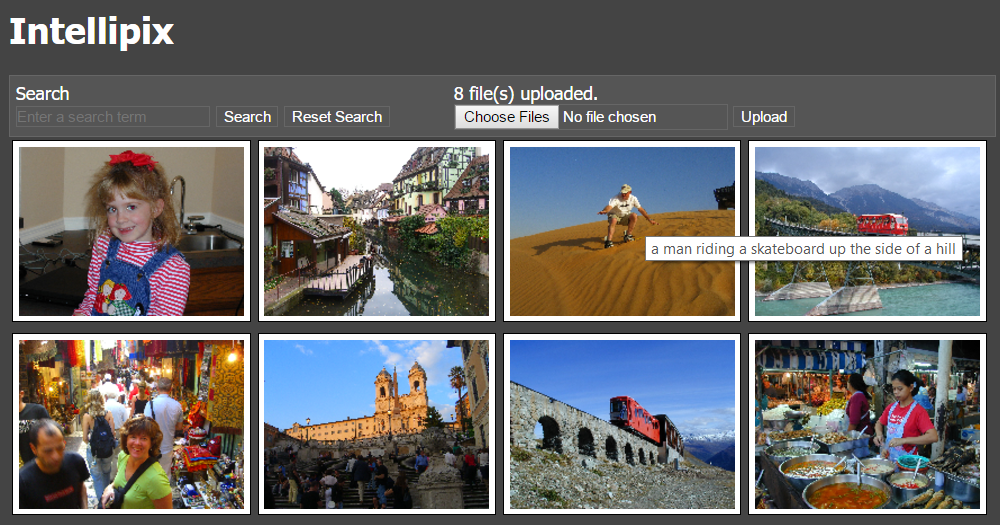 Intellipix
Search
8 file(s) uploaded.
Enter a search term
Search
Reset Search
Choose Files
No file chosen
Upload
a man riding a skateboard up the side of a hill